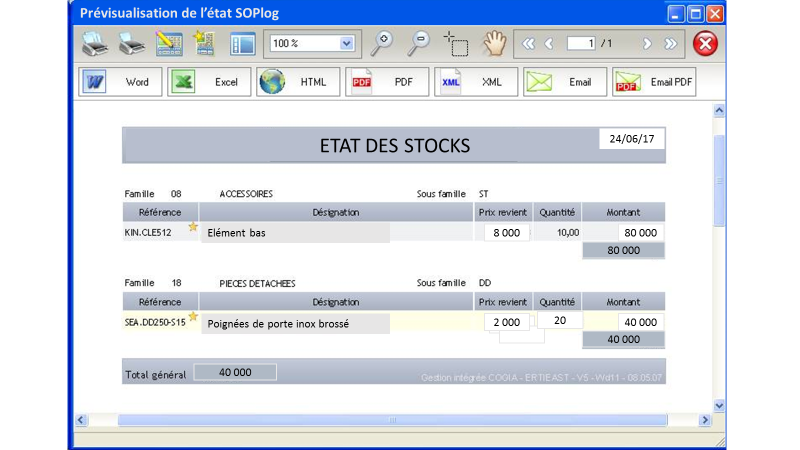 Prévisualisation de l'état SOPlog
100 %
1 / 1
Word Excel HTML PDF PDF XML XML Email PDF Email PDF
ETAT DES STOCKS
24/06/17
Famille 08 ACCESSOIRES Sous famille ST
Référence Désignation Prix revient Quantité Montant
KIN.CLE512 Elément bas 8 000 10,00 80 000
80 000
Famille 18 PIECES DETACHEES Sous famille DD
Référence Désignation Prix revient Quantité Montant
SEA.DD250-S15 Poignées de porte inox brossé 2 000 20 40 000
40 000
Total général 40 000
Gestion intégrée COGIA - ERTIEAST - V5 - Wd11 - 08.05.07